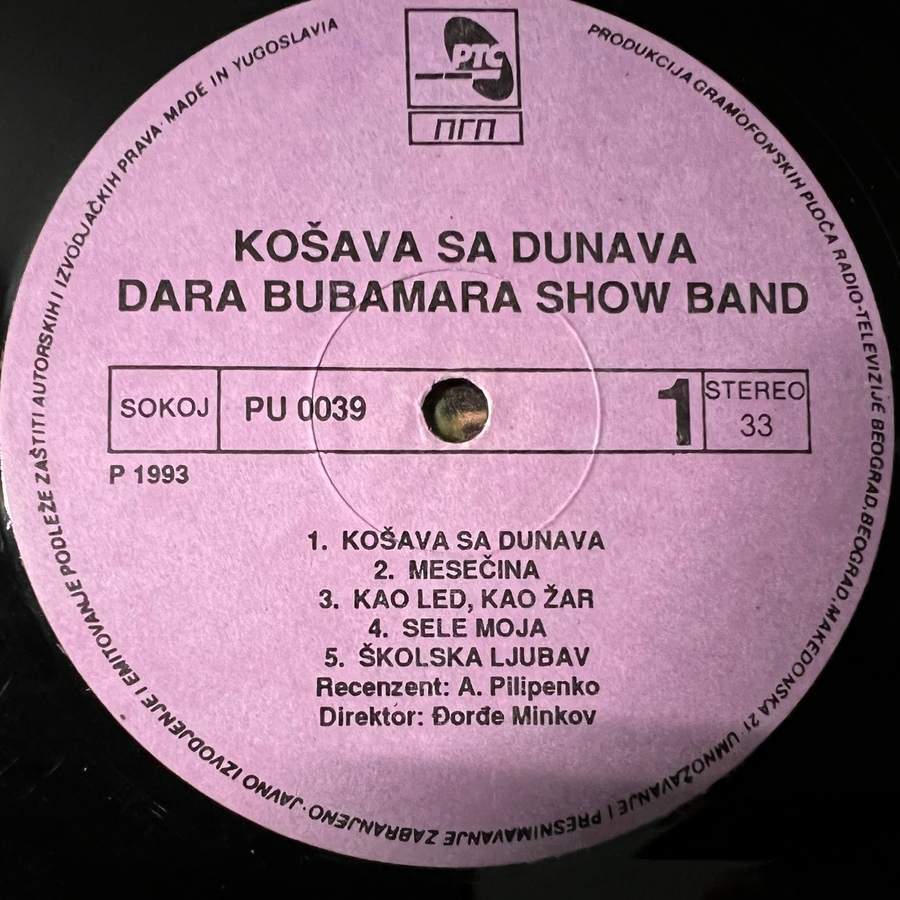 PTC
ПГП
PRODUKCIJA GRAMOFONSKIH PLOČA RADIO-TELEVIZIJE BEOGRAD, BEOGRAD, MAKEDONSKA 21 · UMNOŽAVANJE I PRESNIMAVANJE ZABRANJENO · JAVNO IZVODJENJE I EMITOVANJE PODLEŽE ZAŠTITI AUTORSKIH I IZVODJAČKIH PRAVA · MADE IN YUGOSLAVIA
KOŠAVA SA DUNAVA
DARA BUBAMARA SHOW BAND
SOKOJ PU 0039 1 STEREO 33
P 1993
1. KOŠAVA SA DUNAVA
2. MESEČINA
3. KAO LED, KAO ŽAR
4. SELE MOJA
5. ŠKOLSKA LJUBAV
Recenzent: A. Pilipenko
Direktor: Đorđe Minkov